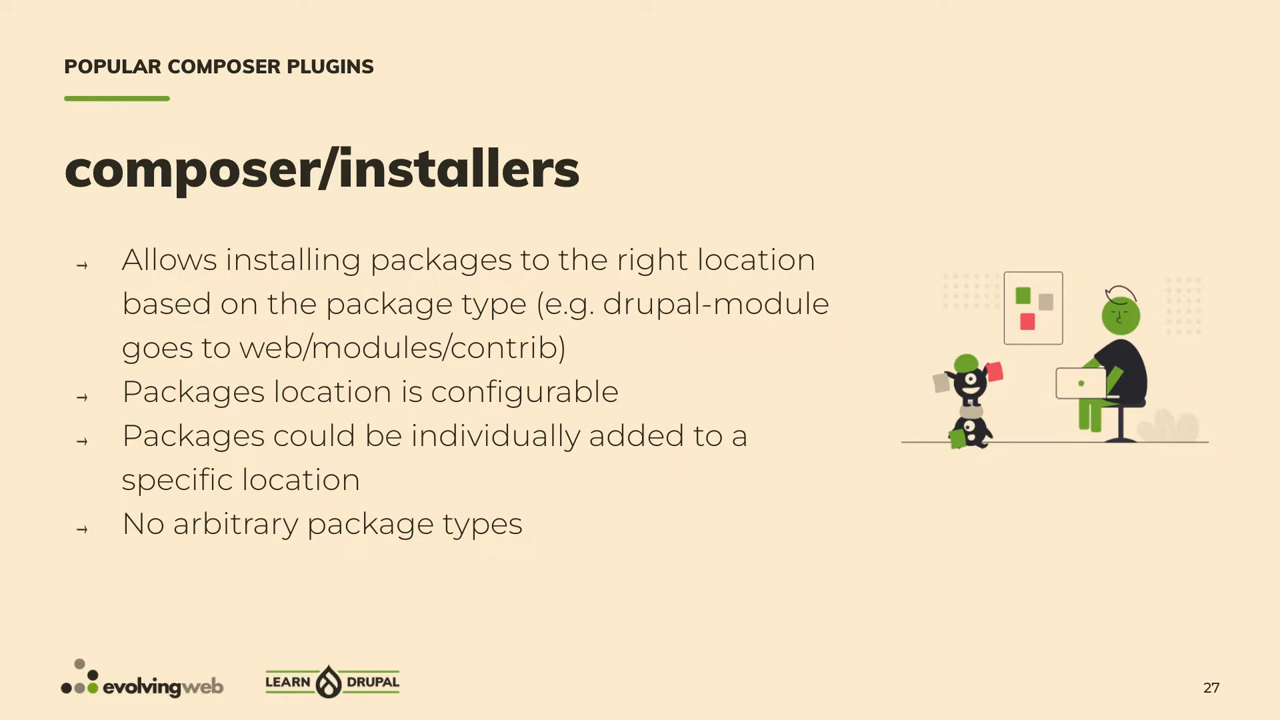 POPULAR COMPOSER PLUGINS
composer/installers
→ Allows installing packages to the right location
based on the package type (e.g. drupal-module
goes to web/modules/contrib)
→ Packages location is configurable
→ Packages could be individually added to a
specific location
→ No arbitrary package types
evolvingweb
LEARN DRUPAL
27